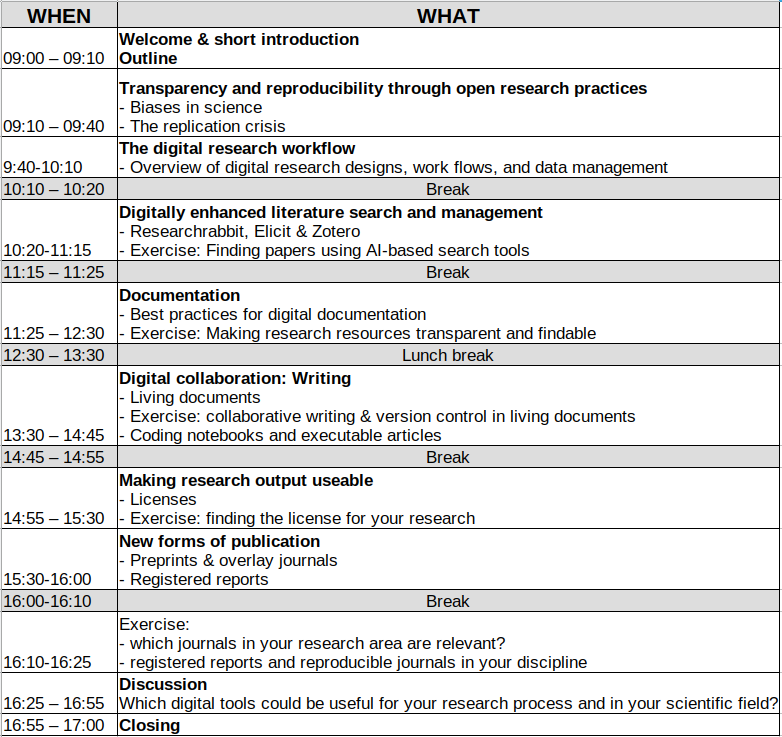 WHEN WHAT
Welcome & short introduction
09:00 – 09:10 Outline
Transparency and reproducibility through open research practices
- Biases in science
09:10 – 09:40 - The replication crisis
The digital research workflow
9:40-10:10 - Overview of digital research designs, work flows, and data management
10:10 – 10:20 Break
Digitally enhanced literature search and management
- Researchrabbit, Elicit & Zotero
10:20-11:15 - Exercise: Finding papers using AI-based search tools
11:15 – 11:25 Break
Documentation
- Best practices for digital documentation
11:25 – 12:30 - Exercise: Making research resources transparent and findable
12:30 – 13:30 Lunch break
Digital collaboration: Writing
- Living documents
- Exercise: collaborative writing & version control in living documents
13:30 – 14:45 - Coding notebooks and executable articles
14:45 – 14:55 Break
Making research output useable
- Licenses
14:55 – 15:30 - Exercise: finding the license for your research
New forms of publication
- Preprints & overlay journals
15:30-16:00 - Registered reports
16:00-16:10 Break
Exercise:
- which journals in your research area are relevant?
16:10-16:25 - registered reports and reproducible journals in your discipline
Discussion
16:25 – 16:55 Which digital tools could be useful for your research process and in your scientific field?
16:55 – 17:00 Closing